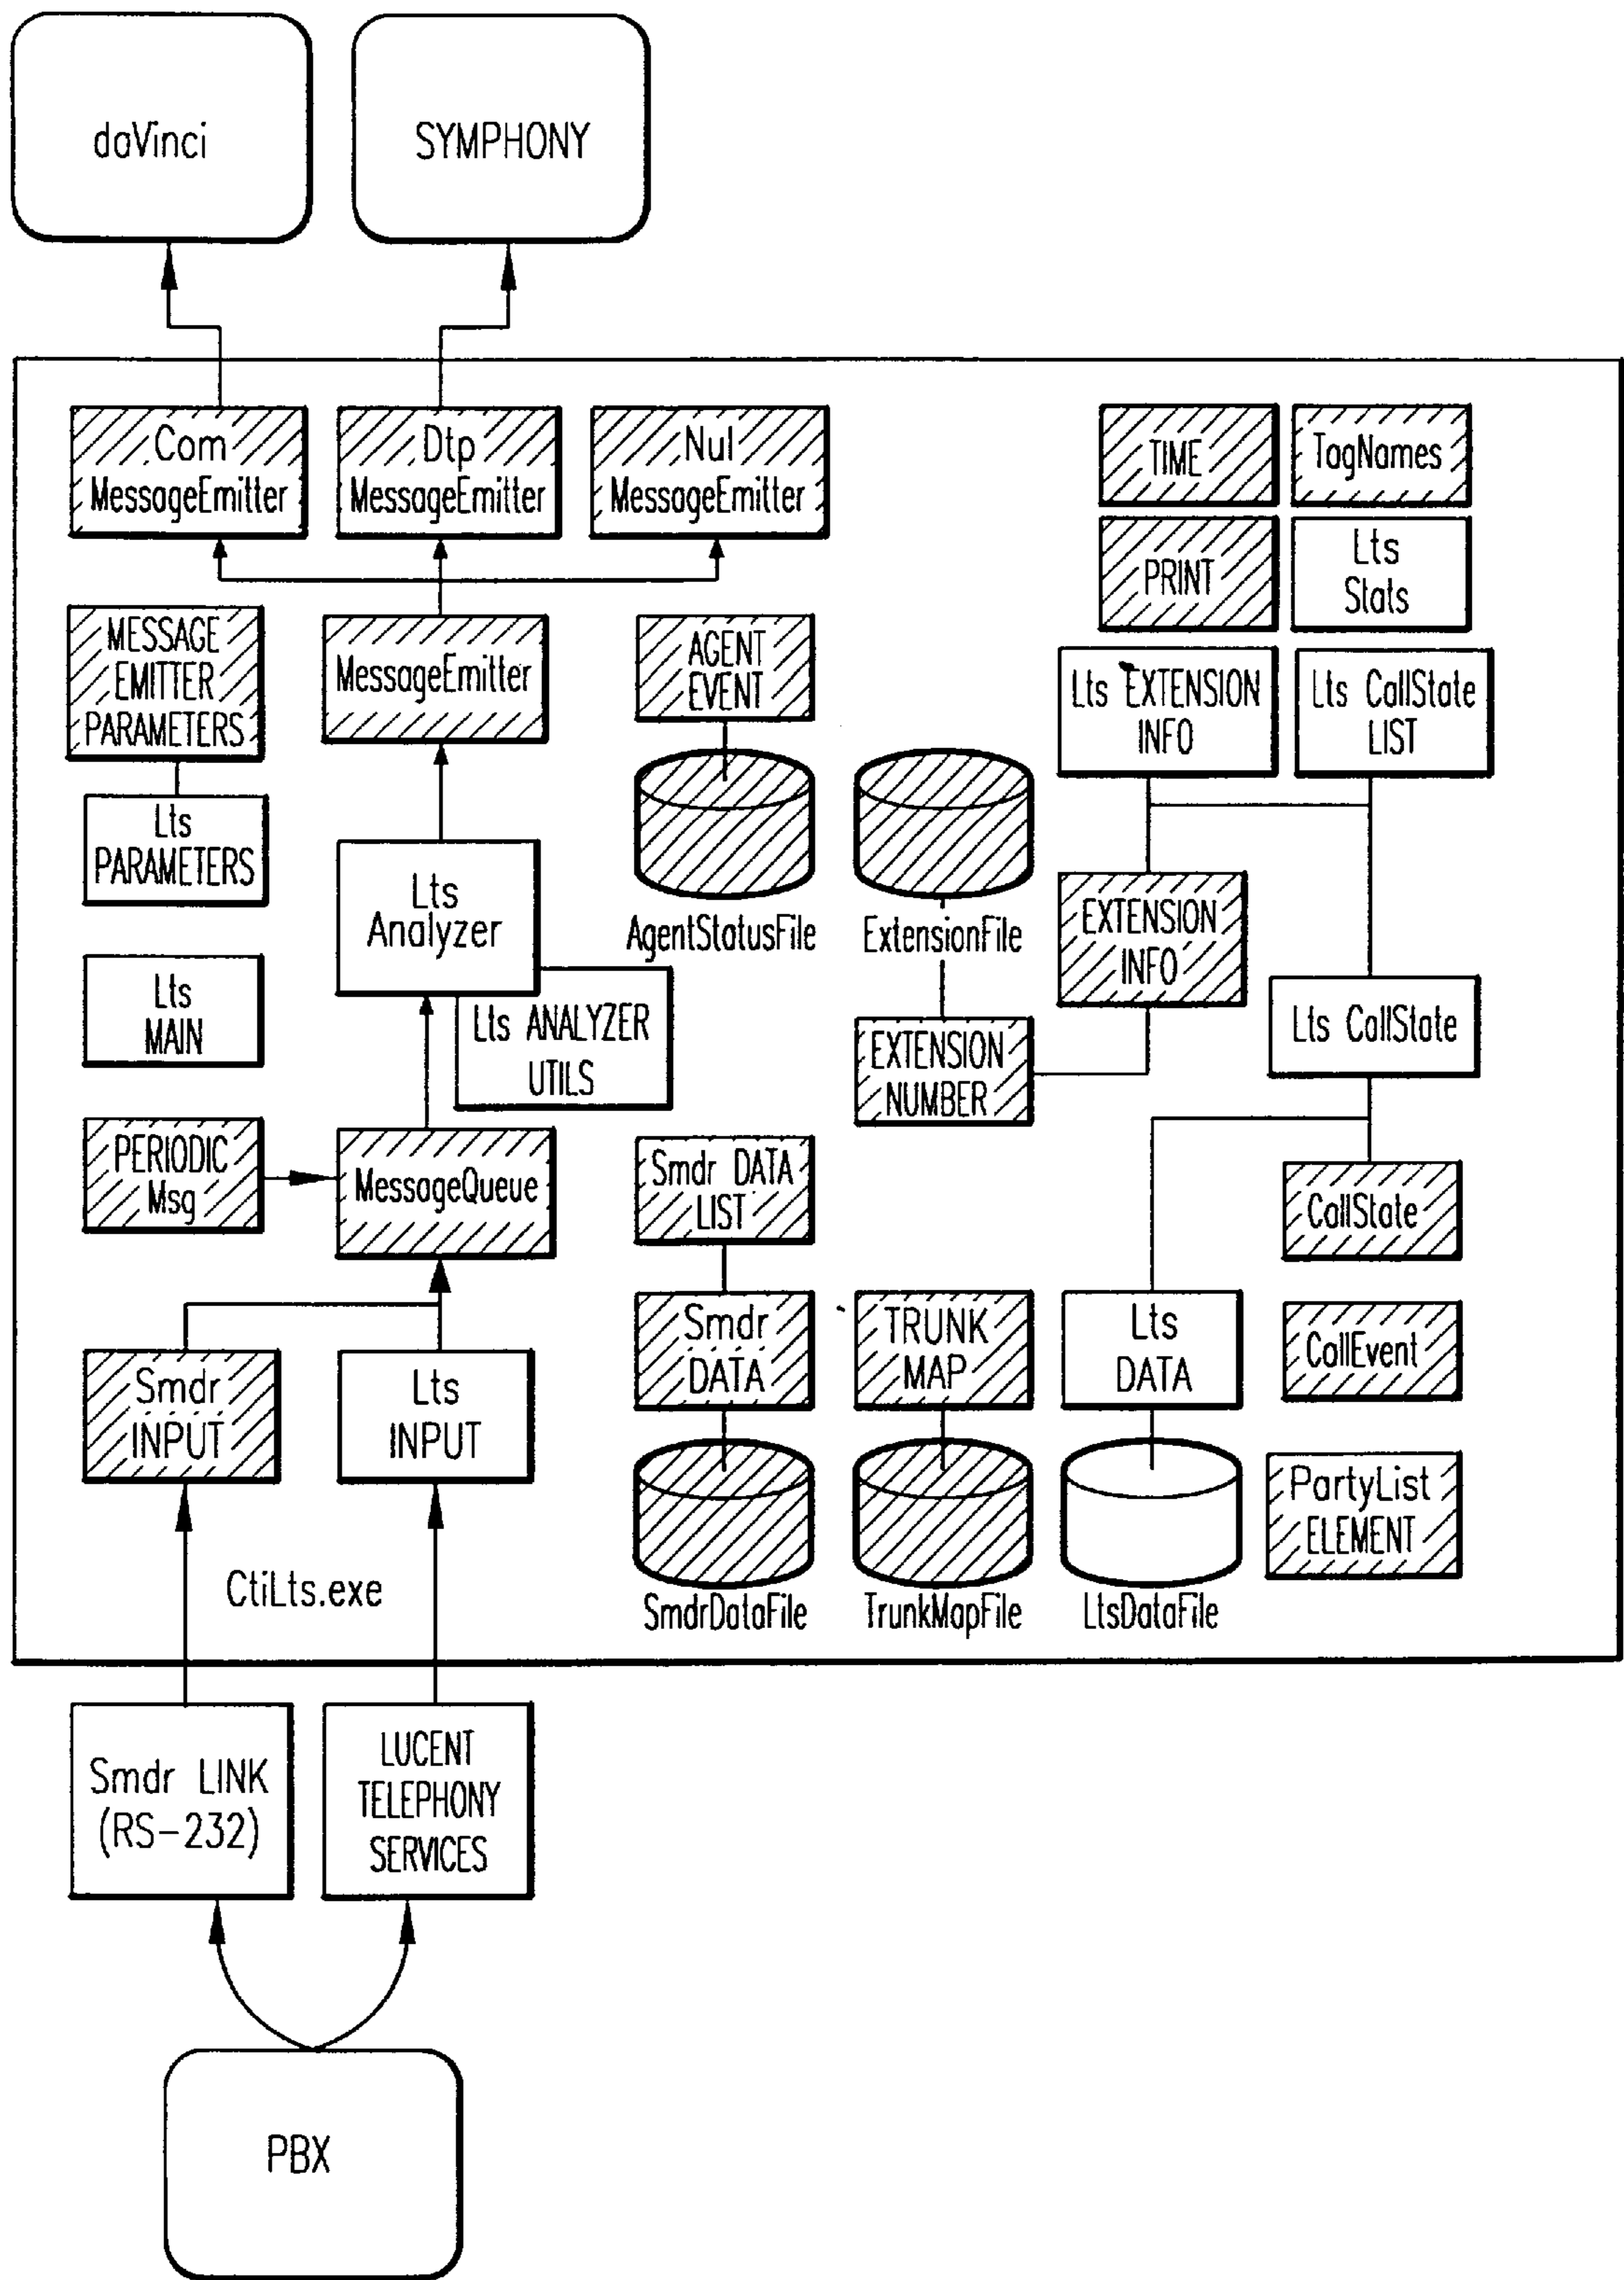 daVinci
SYMPHONY
Com
MessageEmitter
Dtp
MessageEmitter
Nul
MessageEmitter
TIME
TagNames
PRINT
Lts
Stats
MESSAGE
EMITTER
PARAMETERS
MessageEmitter
AGENT
EVENT
Lts EXTENSION
INFO
Lts CallState
LIST
Lts
PARAMETERS
Lts
Analyzer
AgentStatusFile
ExtensionFile
EXTENSION
INFO
Lts
MAIN
Lts ANALYZER
UTILS
EXTENSION
NUMBER
Lts CallState
PERIODIC
Msg
MessageQueue
Smdr DATA
LIST
CallState
Smdr
INPUT
Lts
INPUT
Smdr
DATA
TRUNK
MAP
Lts
DATA
CallEvent
PartyList
ELEMENT
CtiLts.exe
SmdrDataFile
TrunkMapFile
LtsDataFile
Smdr LINK
(RS-232)
LUCENT
TELEPHONY
SERVICES
PBX